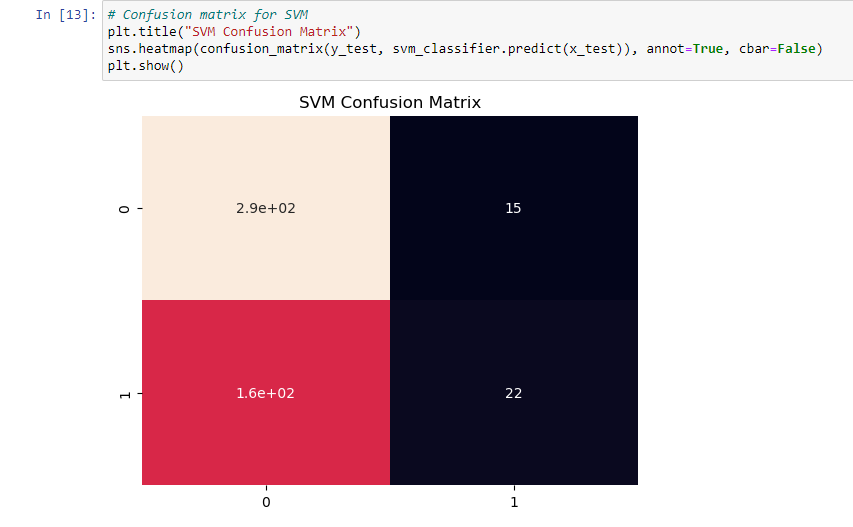 In [13]:
# Confusion matrix for SVM
plt.title("SVM Confusion Matrix")
sns.heatmap(confusion_matrix(y_test, svm_classifier.predict(x_test)), annot=True, cbar=False)
plt.show()
SVM Confusion Matrix
0
2.9e+02
15
1
1.6e+02
22
0
1